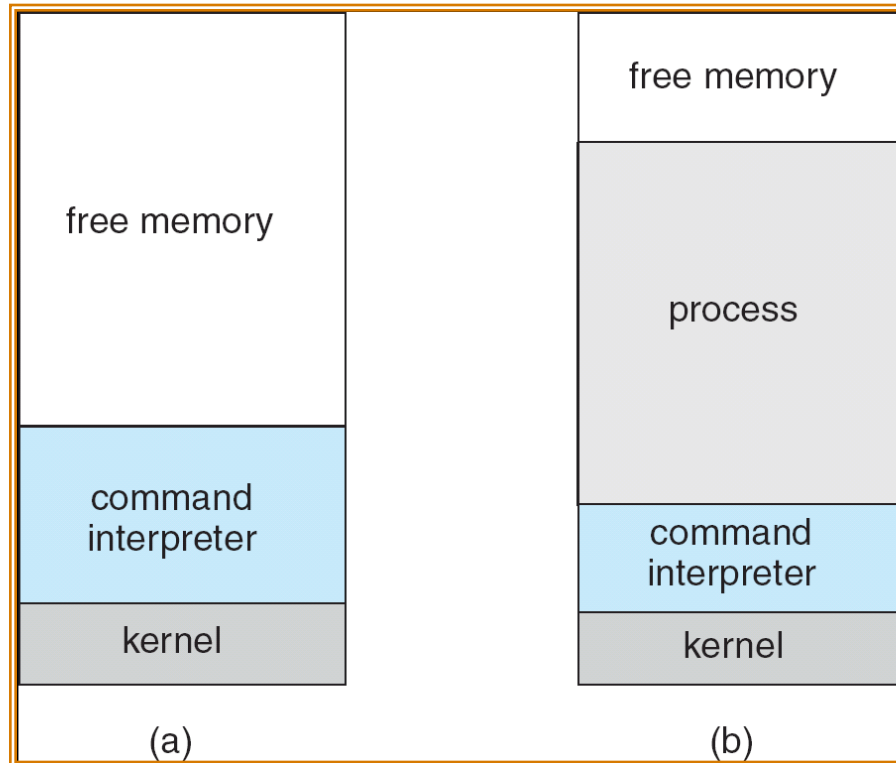 free memory
command
interpreter
kernel
(a)
free memory
process
command
interpreter
kernel
(b)